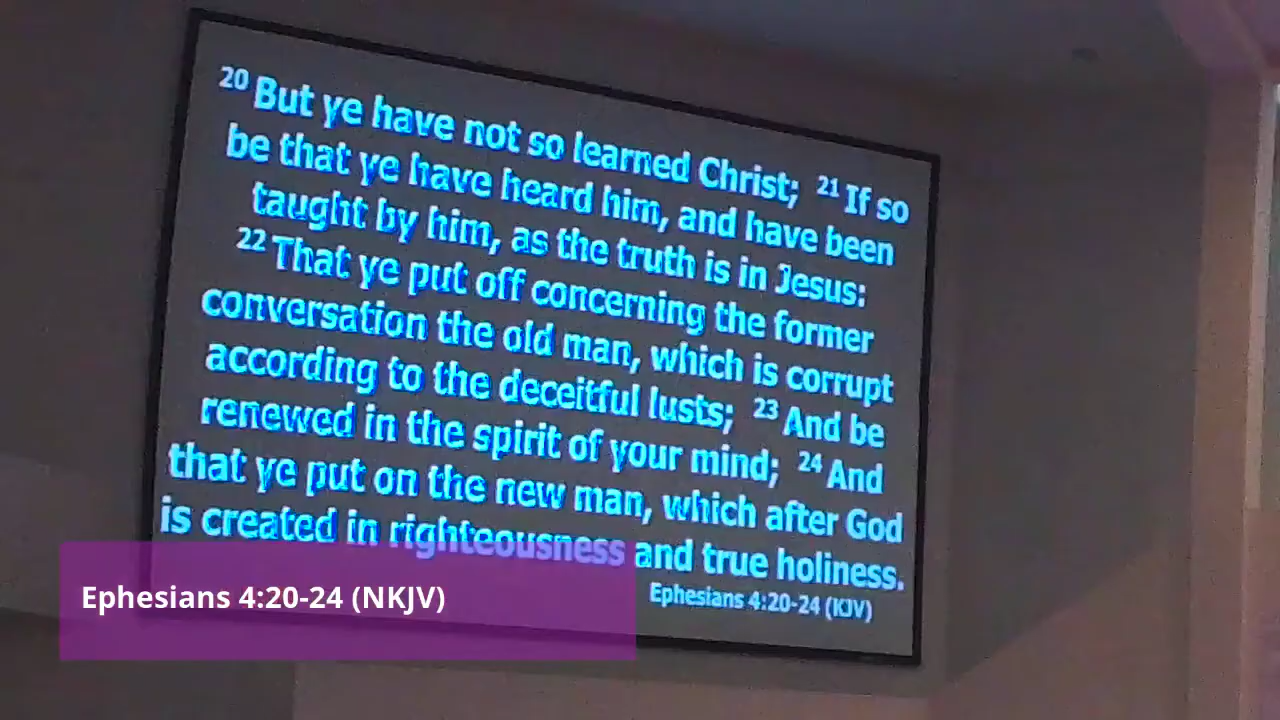 20 But ye have not so learned Christ; 21 If so
be that ye have heard him, and have been
taught by him, as the truth is in Jesus:
22 That ye put off concerning the former
conversation the old man, which is corrupt
according to the deceitful lusts; 23 And be
renewed in the spirit of your mind; 24 And
that ye put on the new man, which after God
is created in righteousness and true holiness.
Ephesians 4:20-24 (KJV)
Ephesians 4:20-24 (NKJV)